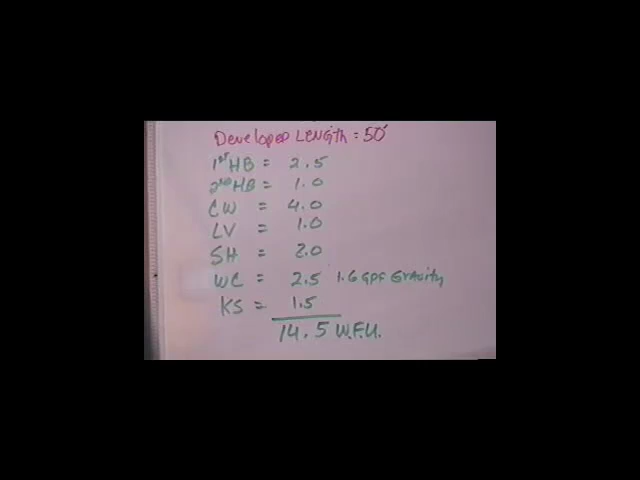 Developed LENGTH = 50'
1ST HB = 2.5
2ND HB = 1.0
CW = 4.0
LV = 1.0
SH = 2.0
WC = 2.5 1.6 GPF Gravity
KS = 1.5
14.5 W.F.U.